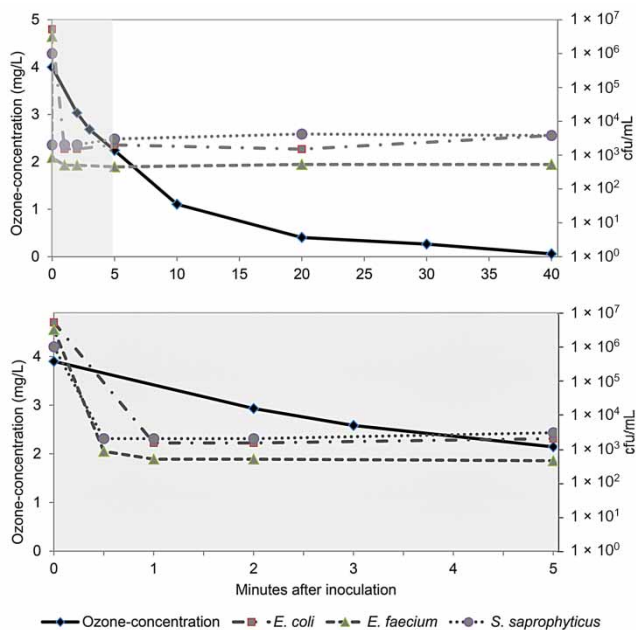 Ozone-concentration (mg/L)
5
4
3
2
1
0
1 × 10⁷
1 × 10⁶
1 × 10⁵
1 × 10⁴
1 × 10³
1 × 10²
1 × 10¹
1 × 10⁰
cfu/mL
0 5 10 15 20 25 30 35 40
Ozone-concentration (mg/L)
4
3
2
1
0
1 × 10⁷
1 × 10⁶
1 × 10⁵
1 × 10⁴
1 × 10³
1 × 10²
1 × 10¹
1 × 10⁰
cfu/mL
0 1 2 3 4 5
Minutes after inoculation
Ozone-concentration E. coli E. faecium S. saprophyticus